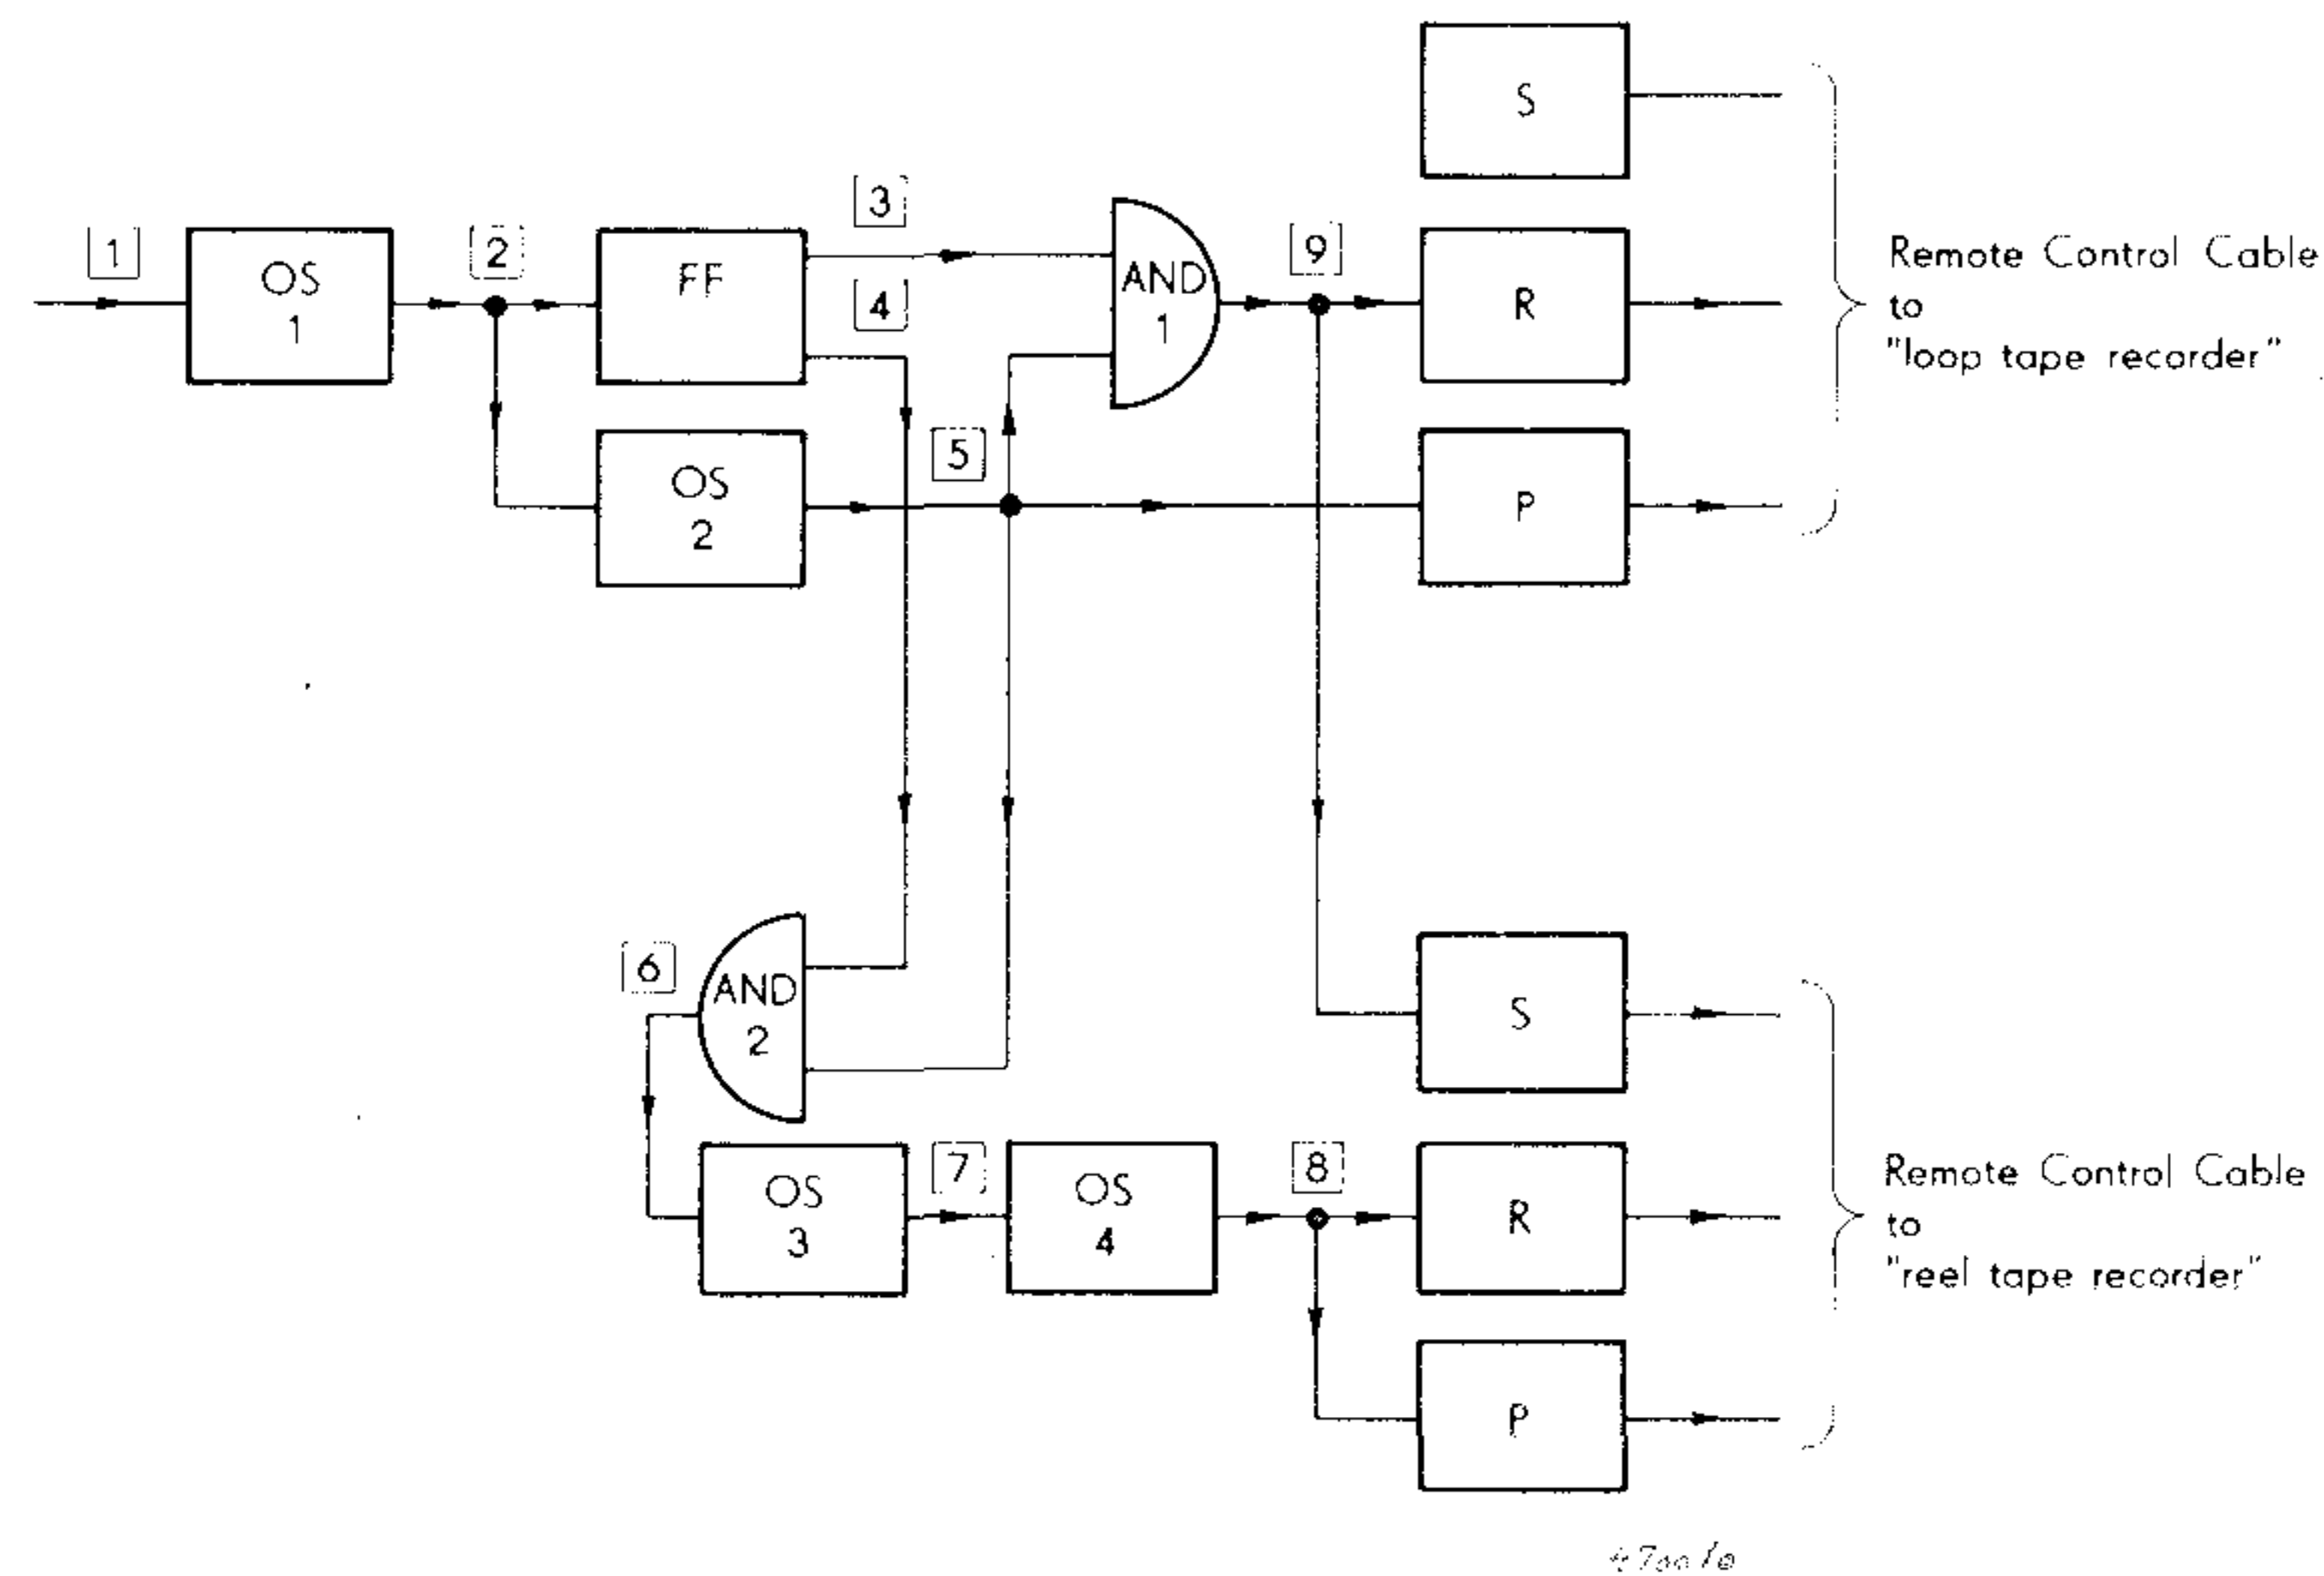 S
3
1
2
9
OS
1
FF
AND
1
R
Remote Control Cable
to
"loop tape recorder"
4
5
OS
2
P
6
AND
2
S
7
8
OS
3
OS
4
R
Remote Control Cable
to
"reel tape recorder"
P